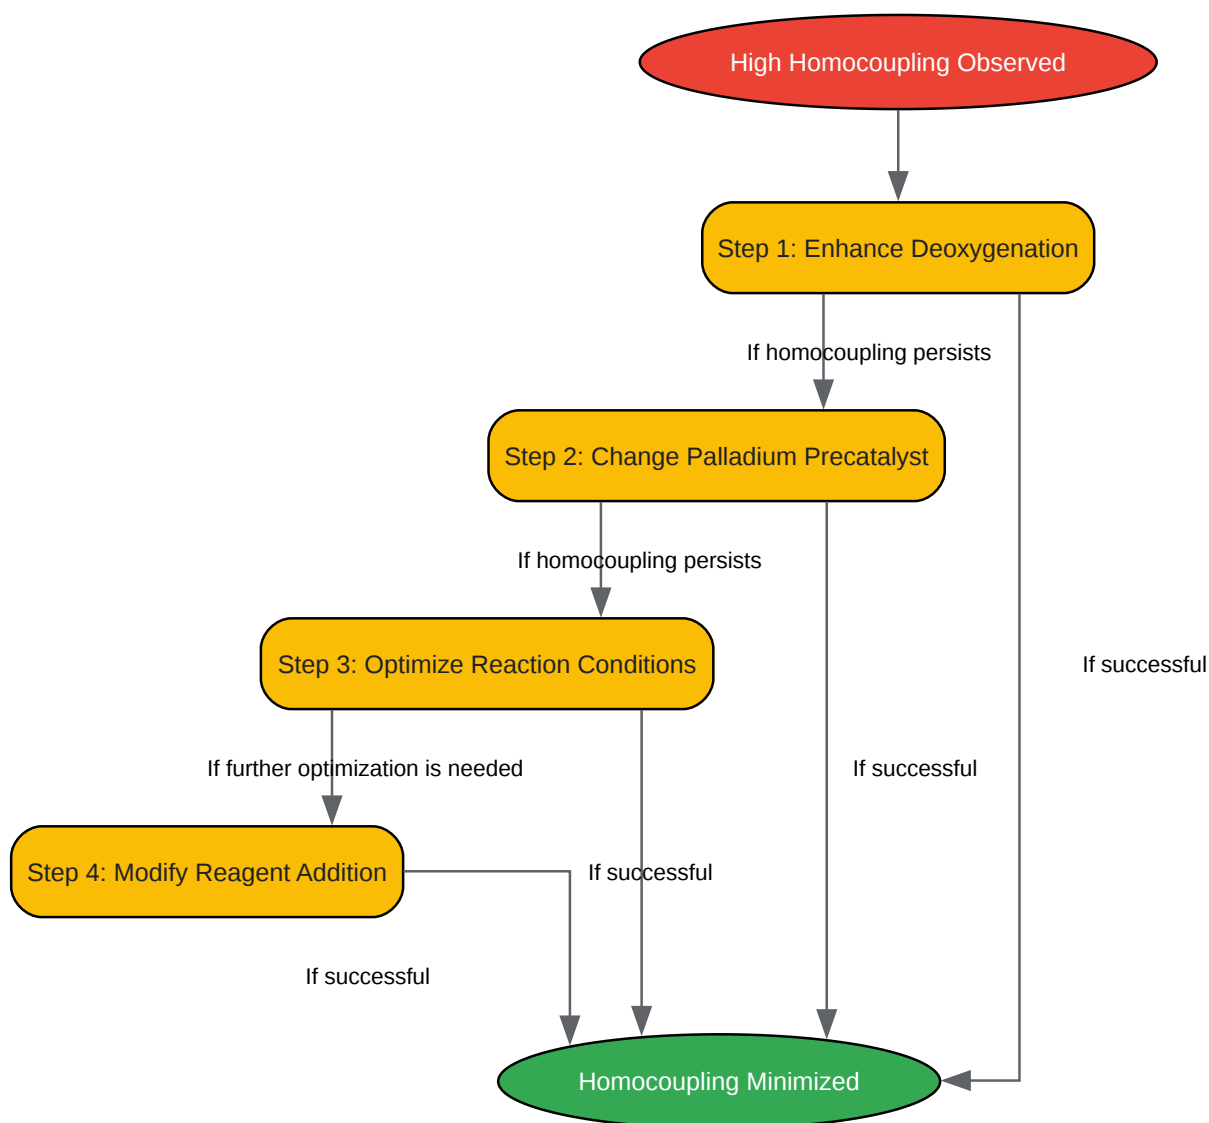 High Homocoupling Observed
Step 1: Enhance Deoxygenation
If homocoupling persists
Step 2: Change Palladium Precatalyst
If homocoupling persists
Step 3: Optimize Reaction Conditions
If successful
If further optimization is needed
If successful
Step 4: Modify Reagent Addition
If successful
If successful
Homocoupling Minimized